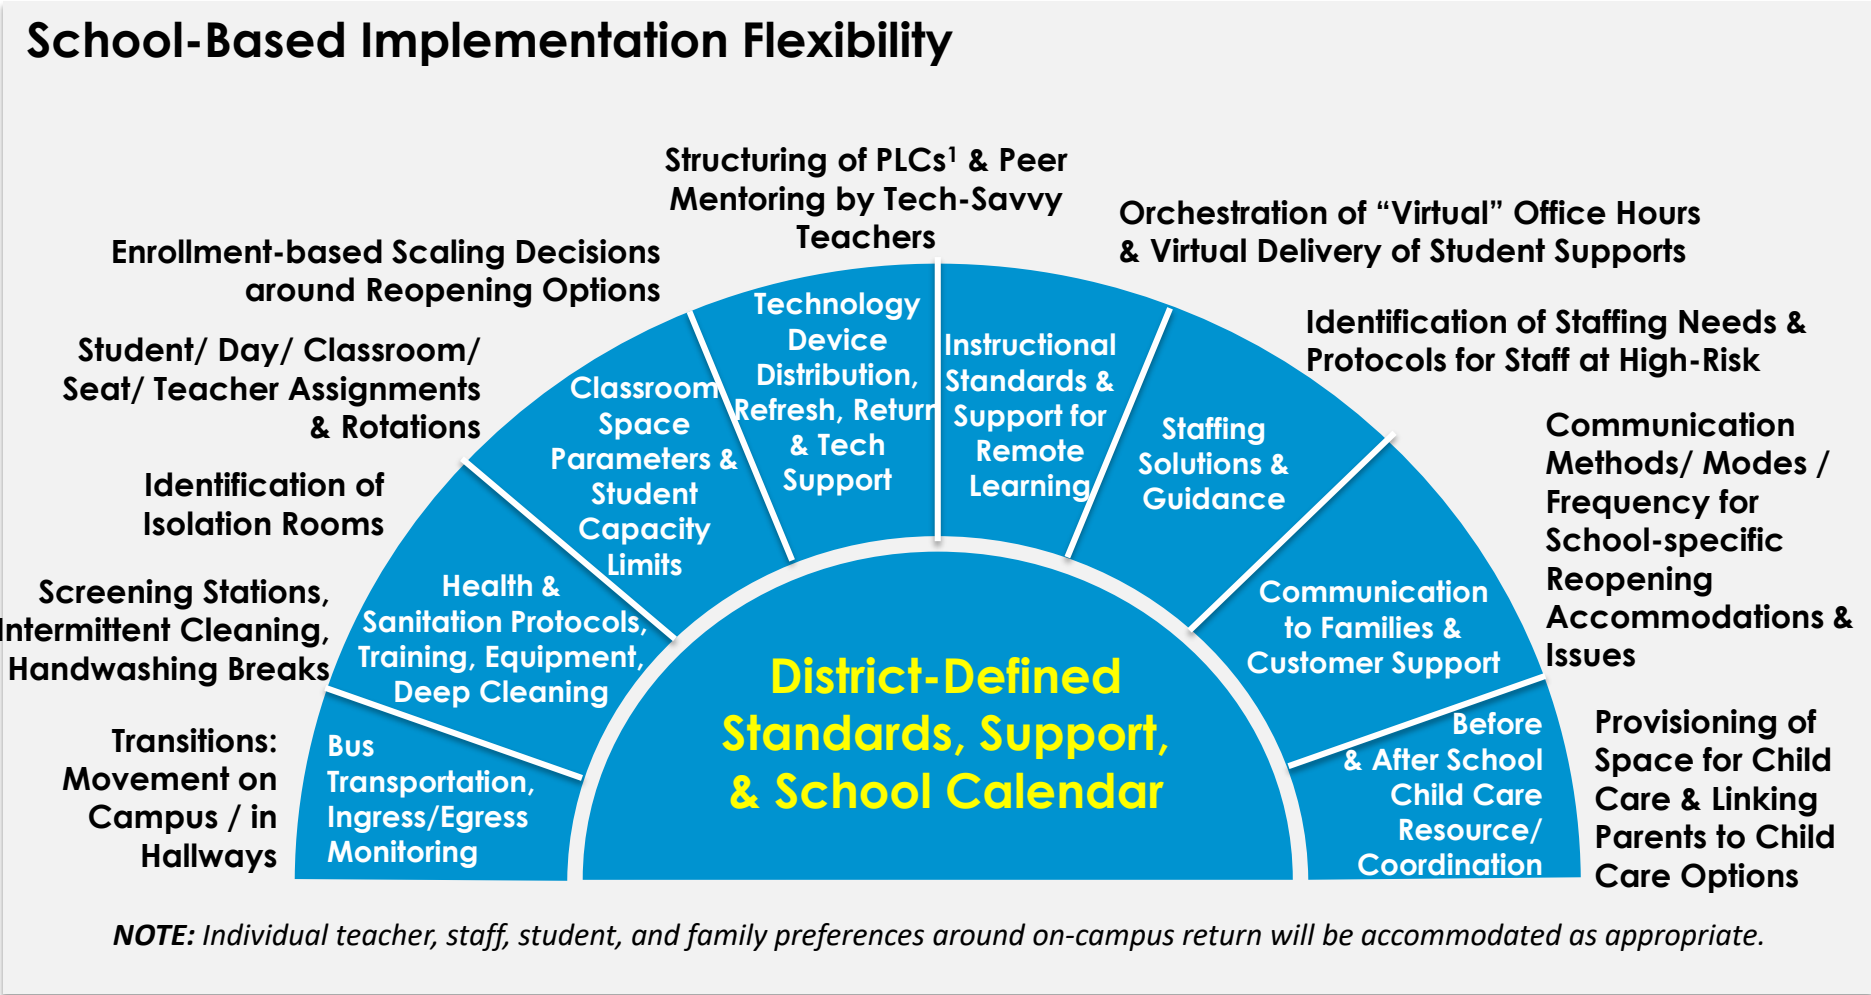 School-Based Implementation Flexibility
Structuring of PLCs¹ & Peer
Mentoring by Tech-Savvy
Teachers
Orchestration of “Virtual” Office Hours
& Virtual Delivery of Student Supports
Enrollment-based Scaling Decisions
around Reopening Options
Identification of Staffing Needs &
Protocols for Staff at High-Risk
Student/ Day/ Classroom/
Seat/ Teacher Assignments
& Rotations
Communication
Methods/ Modes /
Frequency for
School-specific
Reopening
Accommodations &
Issues
Identification of
Isolation Rooms
Screening Stations,
Intermittent Cleaning,
Handwashing Breaks
Transitions:
Movement on
Campus / in
Hallways
Provisioning of
Space for Child
Care & Linking
Parents to Child
Care Options
Bus
Transportation,
Ingress/Egress
Monitoring
Health &
Sanitation Protocols,
Training, Equipment,
Deep Cleaning
Classroom
Space
Parameters &
Student
Capacity
Limits
Technology
Device
Distribution,
Refresh, Return
& Tech
Support
Instructional
Standards &
Support for
Remote
Learning
Staffing
Solutions &
Guidance
Communication
to Families &
Customer Support
Before
& After School
Child Care
Resource/
Coordination
District-Defined
Standards, Support,
& School Calendar
NOTE: Individual teacher, staff, student, and family preferences around on-campus return will be accommodated as appropriate.